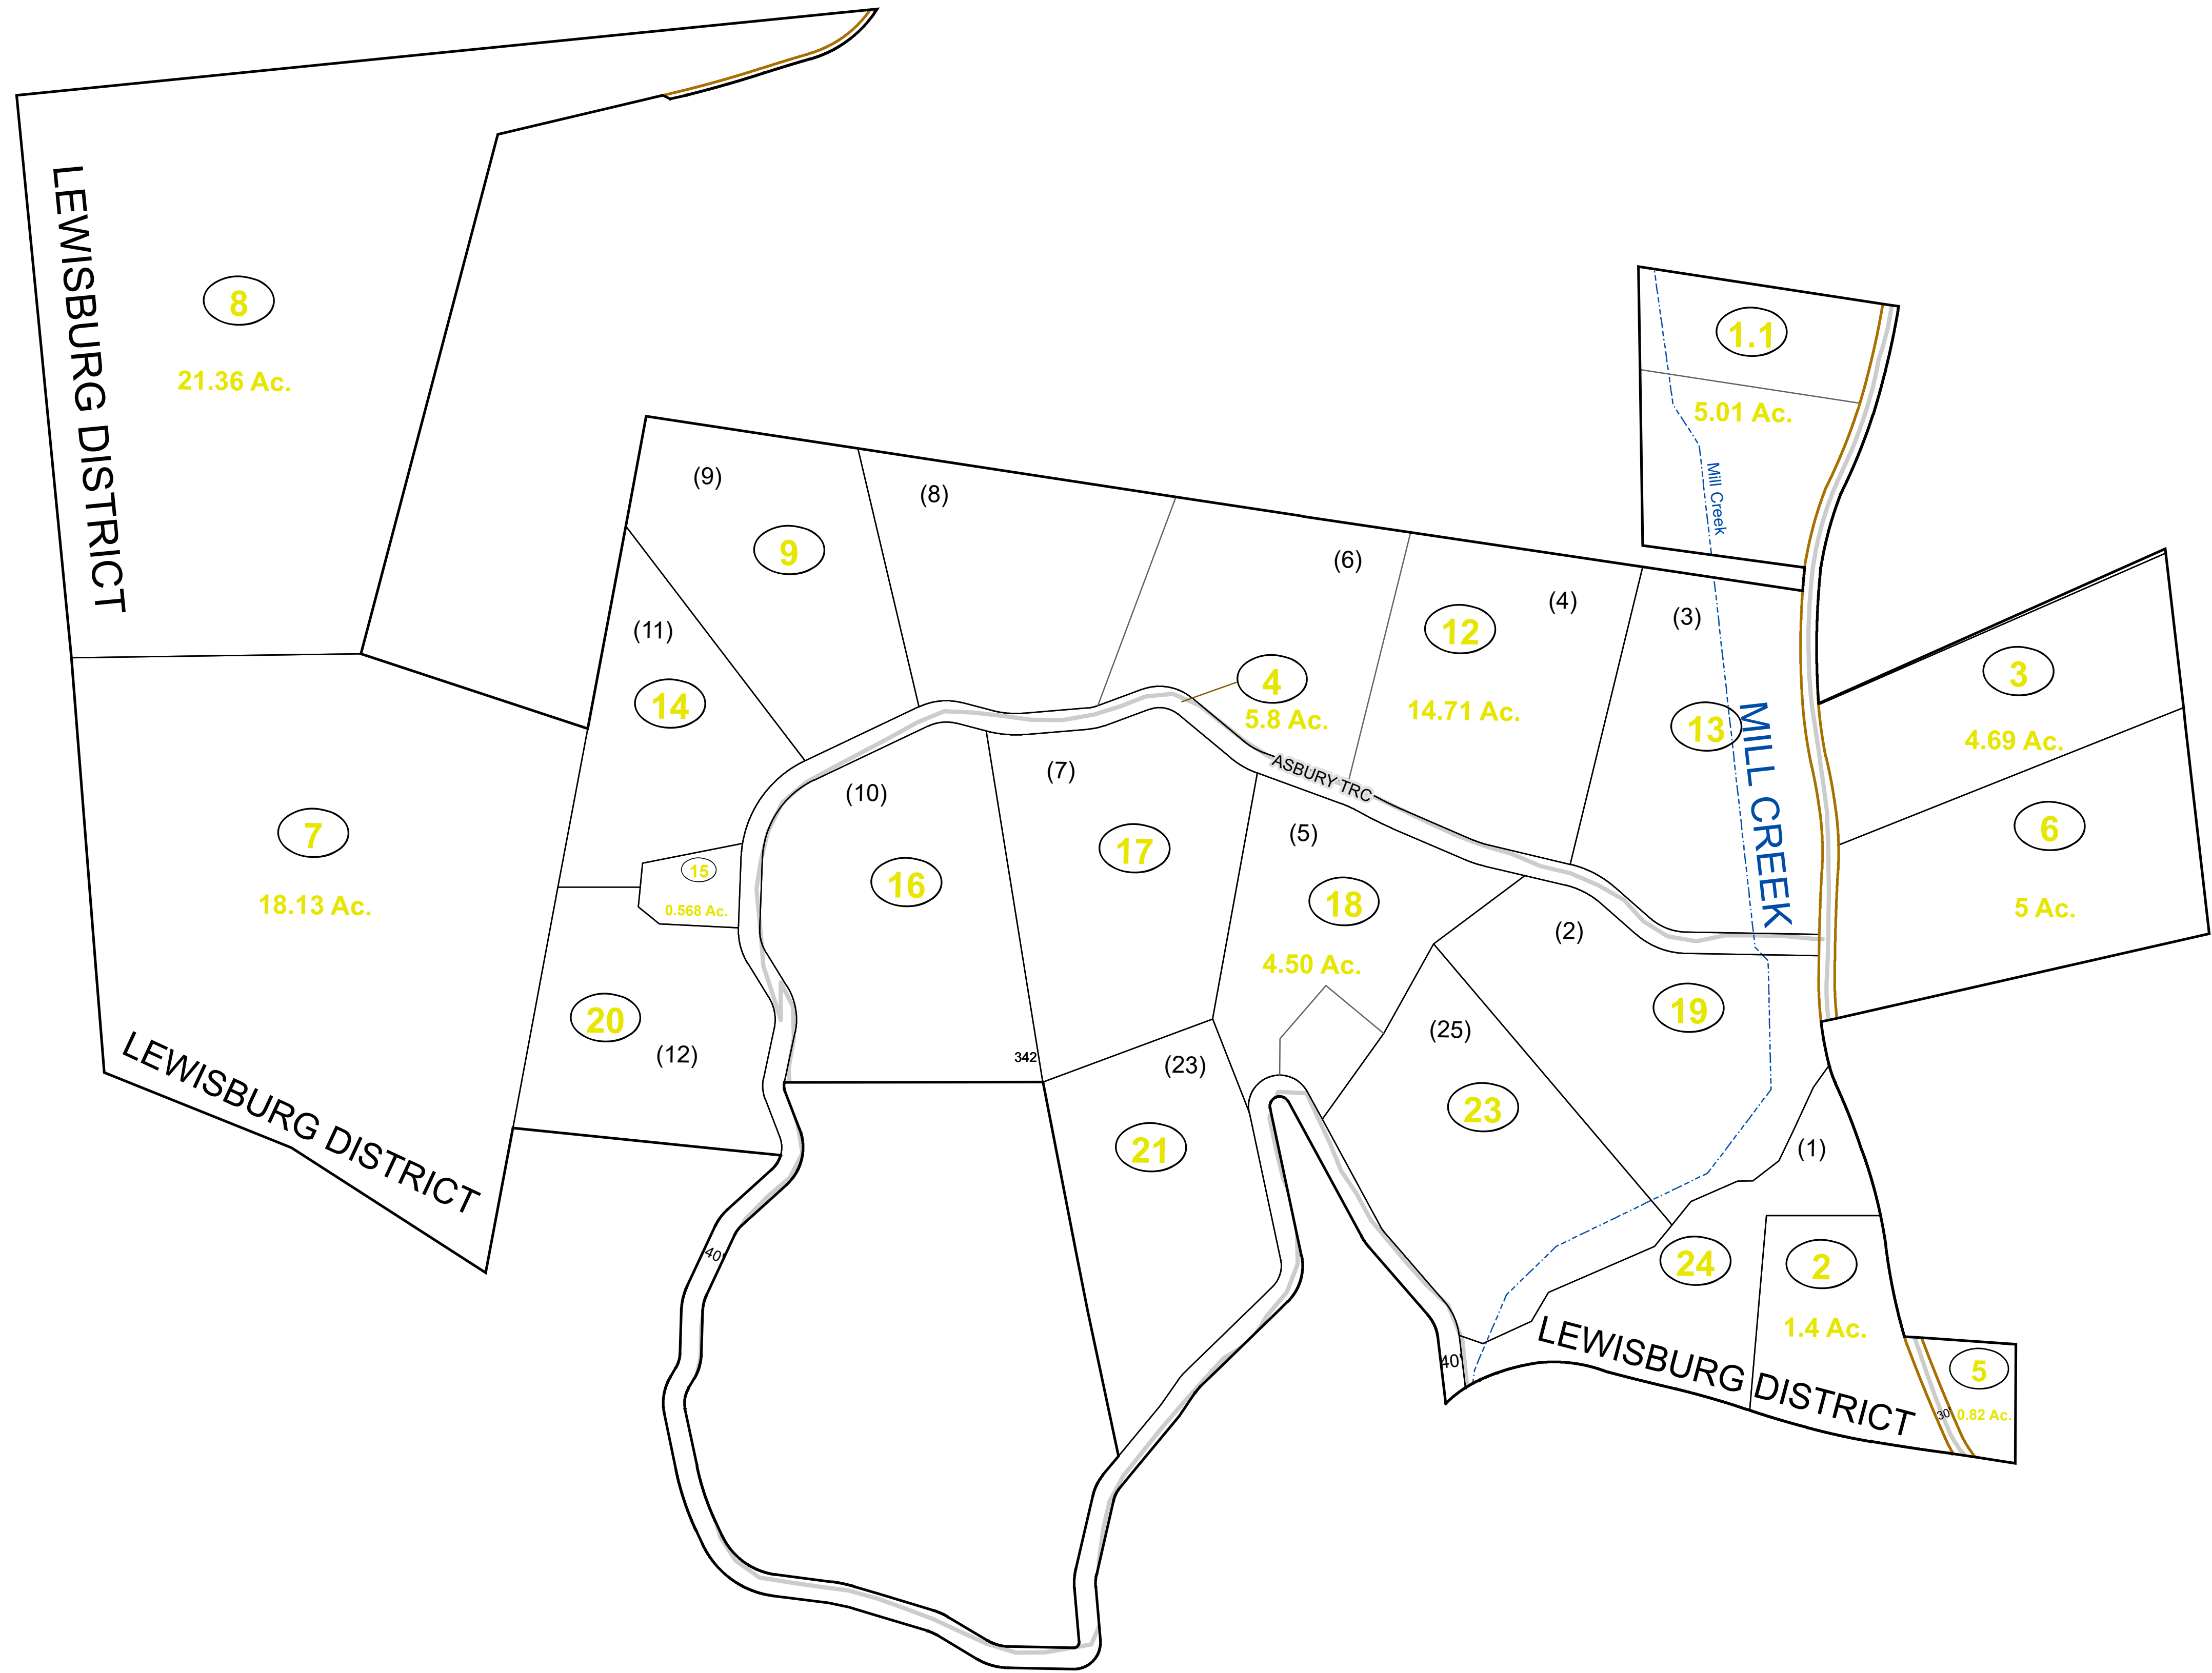 LEWISBURG DISTRICT
8
21.36 Ac.
1.1
5.01 Ac.
Mill Creek
(9)
(8)
9
(6)
(4)
(3)
(11)
12
14
4
5.8 Ac.
14.71 Ac.
13
MILL CREEK
3
4.69 Ac.
ASBURY TRC
(10)
(7)
7
18.13 Ac.
(5)
6
5 Ac.
15
0.568 Ac.
16
17
18
4.50 Ac.
(2)
19
20
(12)
342
(23)
(25)
23
LEWISBURG DISTRICT
21
(1)
40'
24
2
1.4 Ac.
LEWISBURG DISTRICT
40'
5
30'
0.82 Ac.